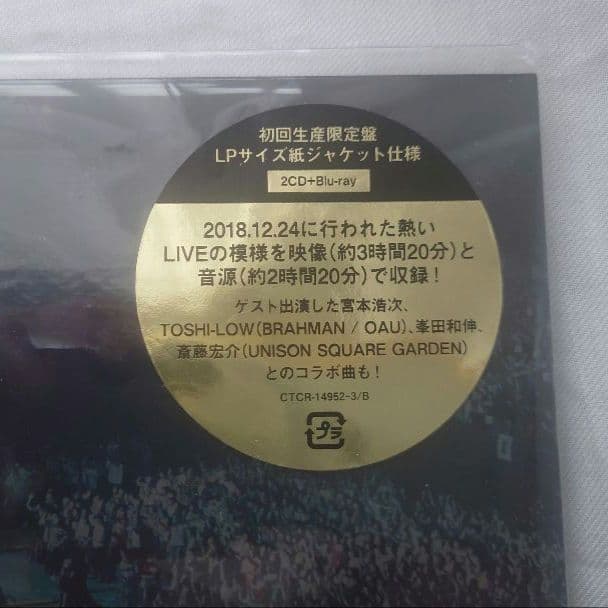 初回生産限定盤
LPサイズ紙ジャケット仕様
2CD+Blu-ray
2018.12.24に行われた熱い
LIVEの模様を映像(約3時間20分)と
音源(約2時間20分)で収録!
ゲスト出演した宮本浩次、
TOSHI-LOW(BRAHMAN / OAU)、峯田和伸、
斎藤宏介(UNISON SQUARE GARDEN)
とのコラボ曲も!
CTCR-14952-3/B
プラ